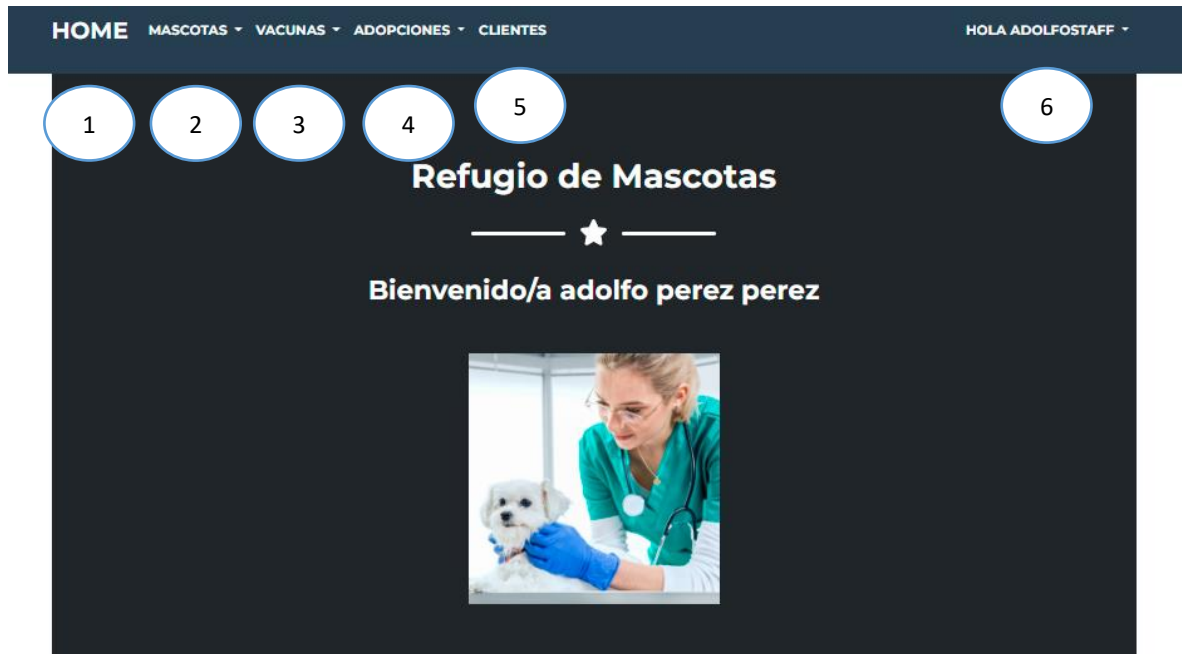 HOME MASCOTAS VACUNAS ADOPCIONES CLIENTES HOLA ADOLFOSTAFF
1 2 3 4 5 6
Refugio de Mascotas
Bienvenido/a adolfo perez perez